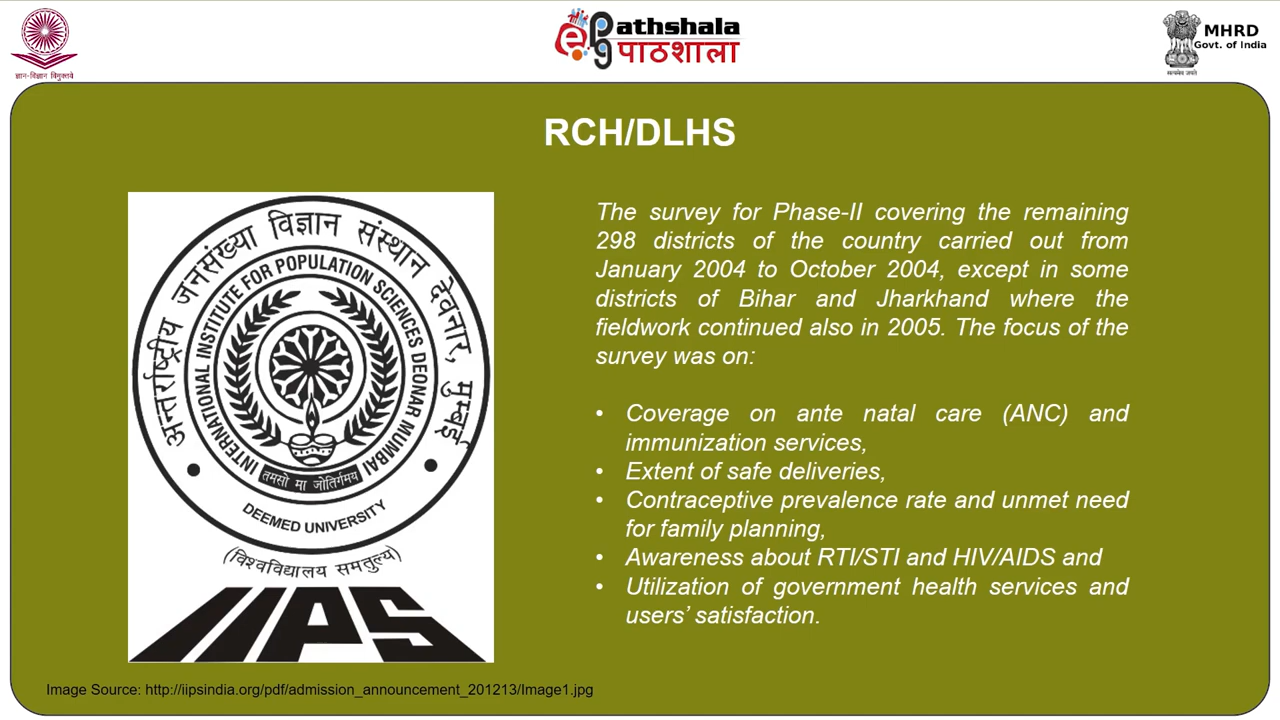 ज्ञान-विज्ञान विमुक्तये
ePathshala
पाठशाला
MHRD
Govt. of India
सत्यमेव जयते
RCH/DLHS
अन्तर्राष्ट्रीय जनसंख्या विज्ञान संस्थान देवनार, मुम्बई
INTERNATIONAL INSTITUTE FOR POPULATION SCIENCES DEONAR MUMBAI
तमसो मा जोतिर्गमय
DEEMED UNIVERSITY
(विश्वविद्यालय समतुल्य)
IIPS
The survey for Phase-II covering the remaining
298 districts of the country carried out from
January 2004 to October 2004, except in some
districts of Bihar and Jharkhand where the
fieldwork continued also in 2005. The focus of the
survey was on:
• Coverage on ante natal care (ANC) and
immunization services,
• Extent of safe deliveries,
• Contraceptive prevalence rate and unmet need
for family planning,
• Awareness about RTI/STI and HIV/AIDS and
• Utilization of government health services and
users’ satisfaction.
Image Source: http://iipsindia.org/pdf/admission_announcement_201213/Image1.jpg